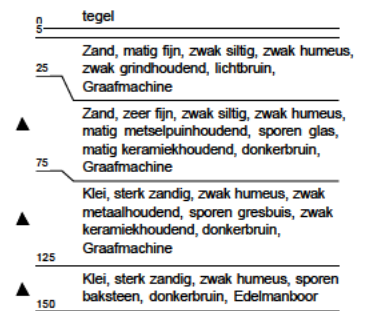 0
tegel
5
Zand, matig fijn, zwak siltig, zwak humeus,
zwak grindhoudend, lichtbruin,
25
Graafmachine
Zand, zeer fijn, zwak siltig, zwak humeus,
matig metselpuinhoudend, sporen glas,
matig keramiekhoudend, donkerbruin,
75
Graafmachine
Klei, sterk zandig, zwak humeus, zwak
metaalhoudend, sporen gresbuis, zwak
keramiekhoudend, donkerbruin,
Graafmachine
125
Klei, sterk zandig, zwak humeus, sporen
baksteen, donkerbruin, Edelmanboor
150